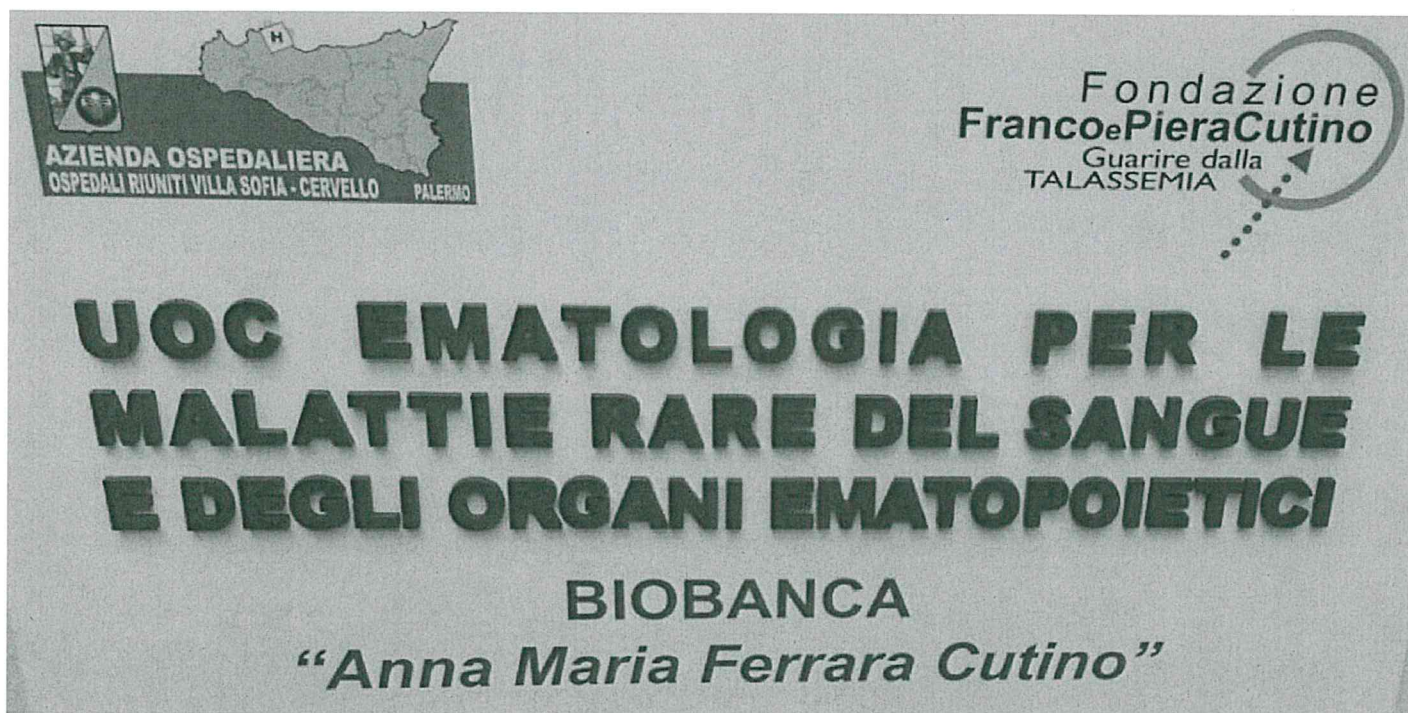 H
AZIENDA OSPEDALIERA
OSPEDALI RIUNITI VILLA SOFIA - CERVELLO PALERMO
Fondazione
FrancoePieraCutino
Guarire dalla
TALASSEMIA
UOC EMATOLOGIA PER LE
MALATTIE RARE DEL SANGUE
E DEGLI ORGANI EMATOPOIETICI
BIOBANCA
“Anna Maria Ferrara Cutino”